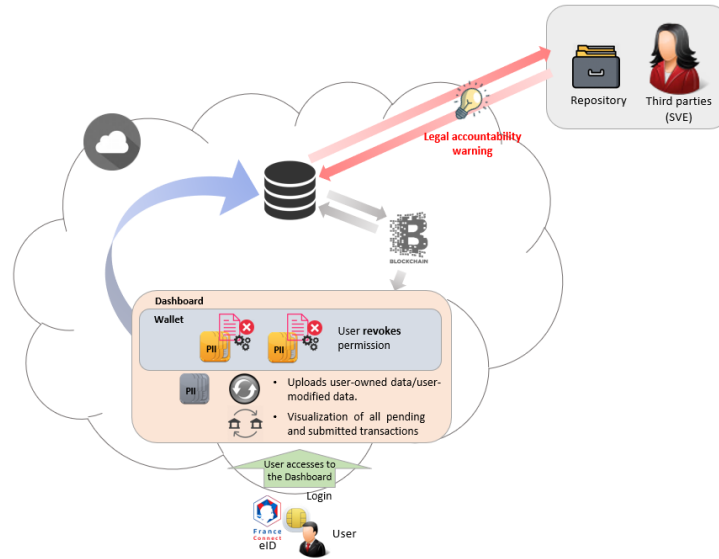 Repository
Third parties
(SVE)
Legal accountability
warning
BLOCKCHAIN
Dashboard
Wallet
PII
PII
User revokes
permission
PII
• Uploads user-owned data/user-
modified data.
• Visualization of all pending
and submitted transactions
User accesses to
the Dashboard
Login
France
Connect
eID
User